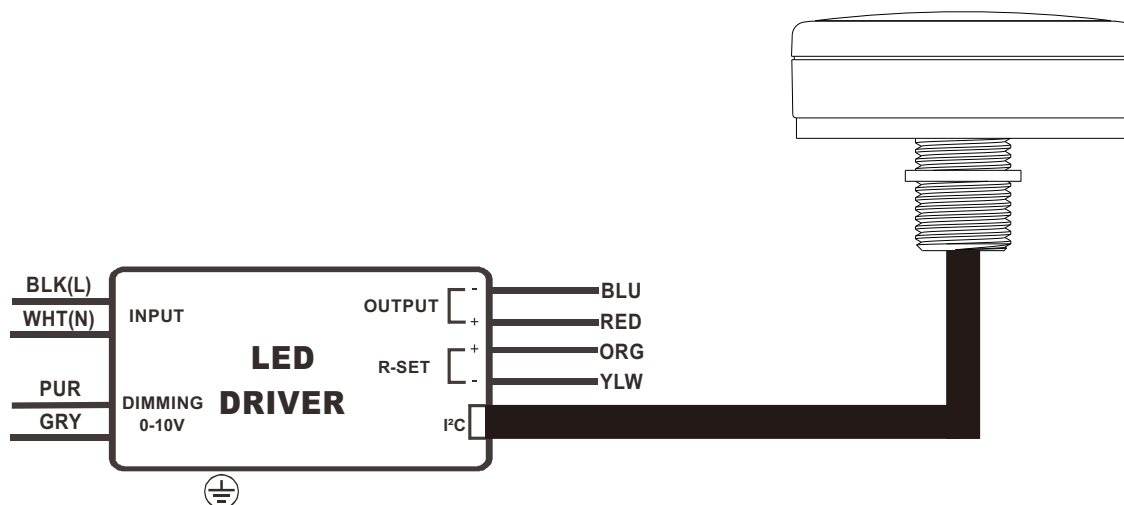 BLK(L)
WHT(N)
INPUT
PUR
GRY
DIMMING
0-10V
LED
DRIVER
OUTPUT
-
+
R-SET
+
-
I²C
BLU
RED
ORG
YLW